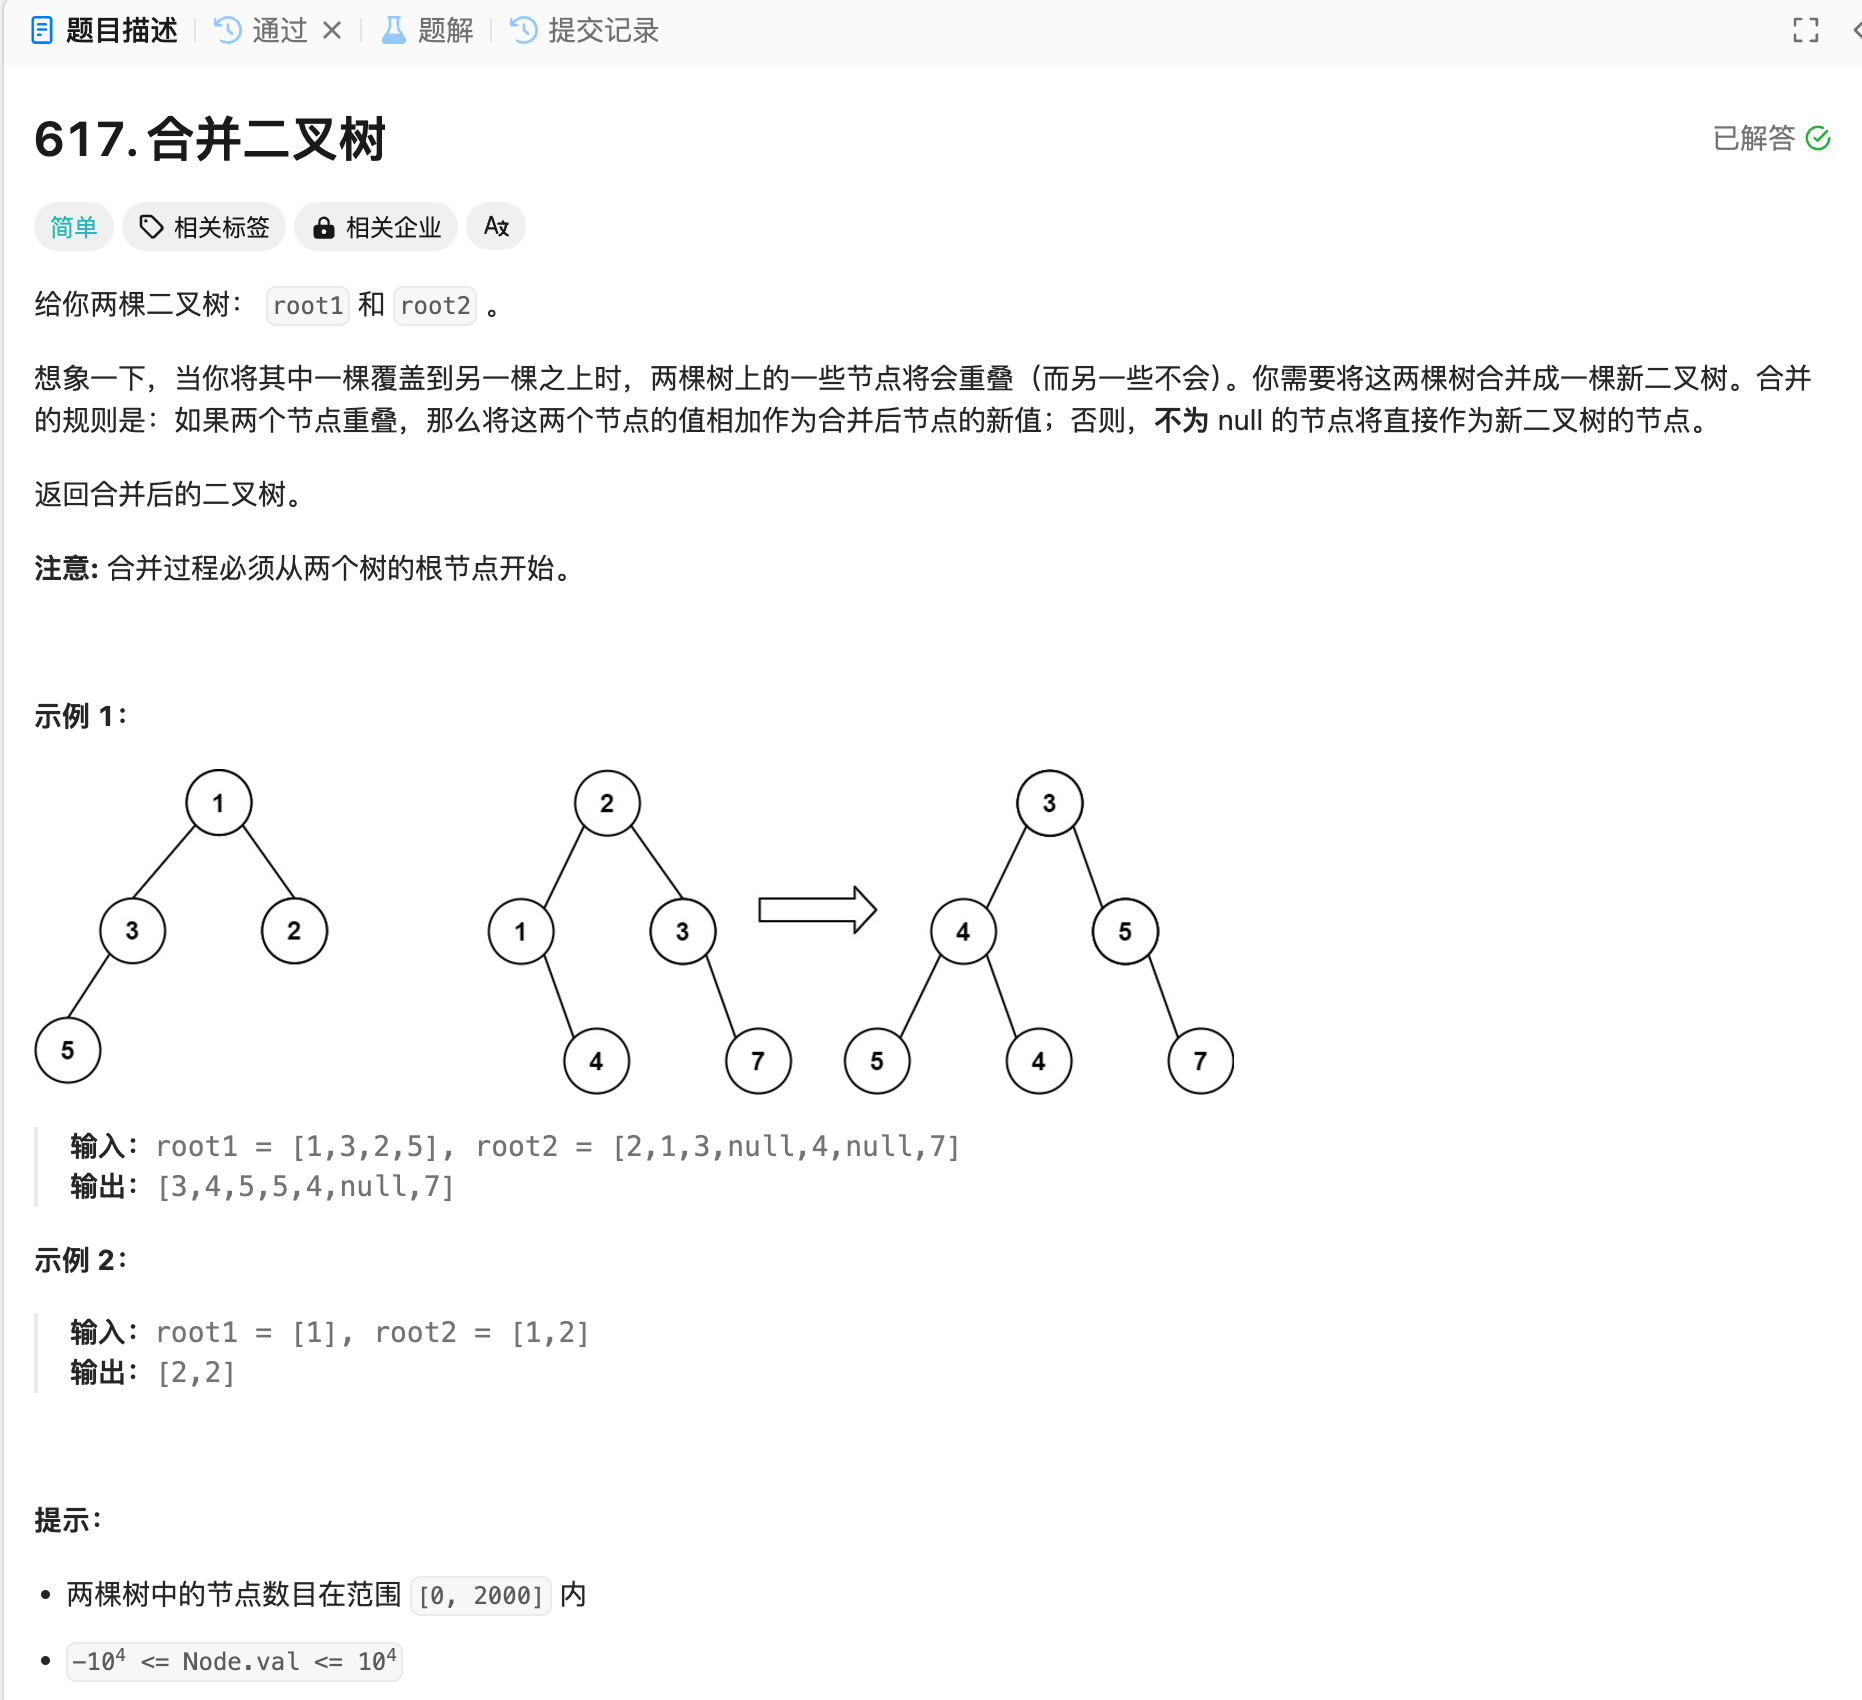 题目描述 通过 题解 提交记录
617. 合并二叉树
已解答
简单 相关标签 相关企业 A文
给你两棵二叉树： root1 和 root2 。
想象一下，当你将其中一棵覆盖到另一棵之上时，两棵树上的一些节点将会重叠（而另一些不会）。你需要将这两棵树合并成一棵新二叉树。合并
的规则是：如果两个节点重叠，那么将这两个节点的值相加作为合并后节点的新值；否则，不为 null 的节点将直接作为新二叉树的节点。
返回合并后的二叉树。
注意: 合并过程必须从两个树的根节点开始。
示例 1：
1 2 3
3 2 1 3 4 5
5 4 7 5 4 7
输入：root1 = [1,3,2,5], root2 = [2,1,3,null,4,null,7]
输出：[3,4,5,5,4,null,7]
示例 2：
输入：root1 = [1], root2 = [1,2]
输出：[2,2]
提示：
• 两棵树中的节点数目在范围 [0, 2000] 内
• -10⁴ <= Node.val <= 10⁴